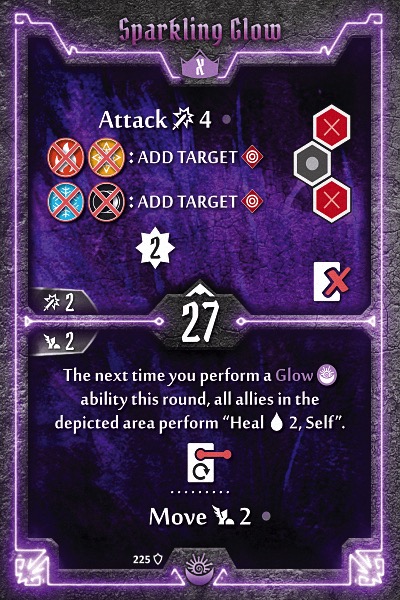 Sparkling Glow
X
Attack 4
: ADD TARGET
: ADD TARGET
2
2
27
2
The next time you perform a Glow
ability this round, all allies in the
depicted area perform “Heal 2, Self”.
Move 2
225